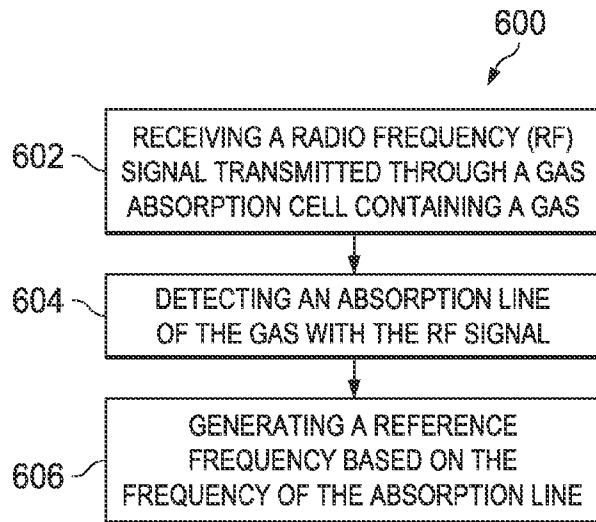 600
602
RECEIVING A RADIO FREQUENCY (RF)
SIGNAL TRANSMITTED THROUGH A GAS
ABSORPTION CELL CONTAINING A GAS
604
DETECTING AN ABSORPTION LINE
OF THE GAS WITH THE RF SIGNAL
606
GENERATING A REFERENCE
FREQUENCY BASED ON THE
FREQUENCY OF THE ABSORPTION LINE